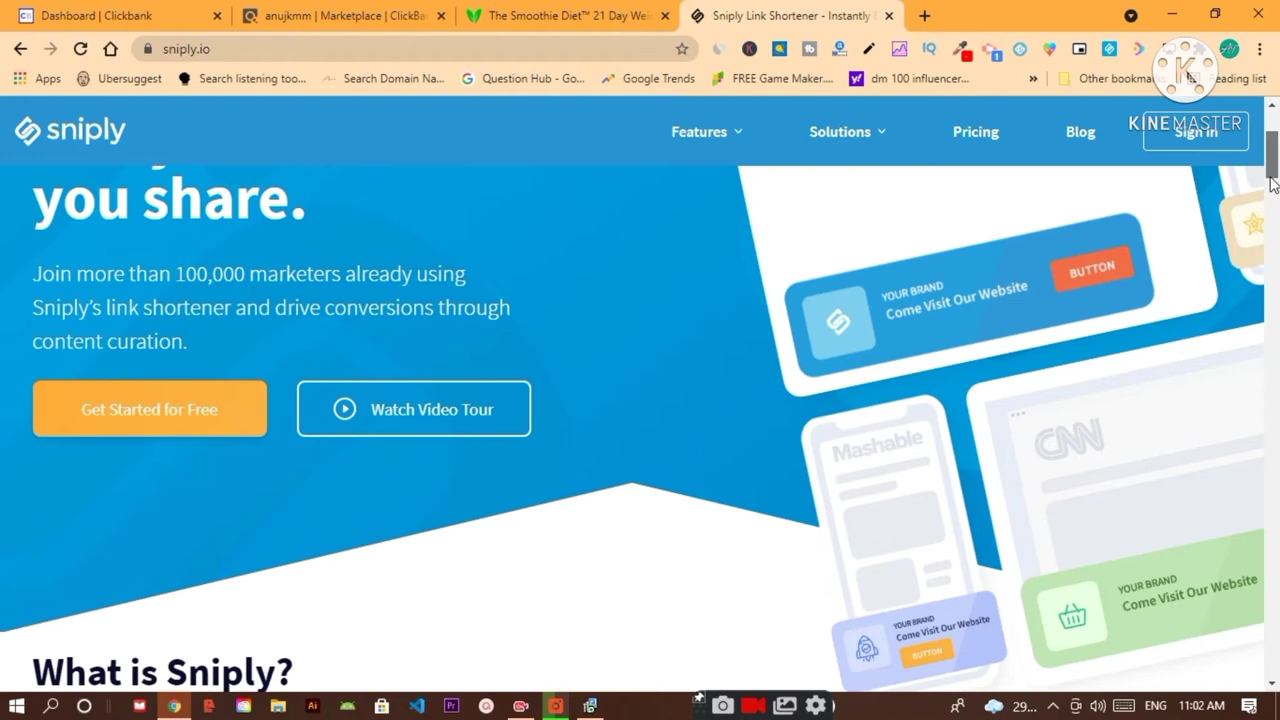 Dashboard | Clickbank
anujkmm | Marketplace | ClickBa
The Smoothie Diet™ 21 Day Wei
Sniply Link Shortener - Instantly
sniply.io
Apps
Ubersuggest
Search listening too...
Search Domain Na...
Question Hub - Go...
Google Trends
FREE Game Maker....
dm 100 influencer...
»
Other bookmarks
Reading list
KINEMASTER
sniply
Features
Solutions
Pricing
Blog
Sign in
you share.
Join more than 100,000 marketers already using
Sniply's link shortener and drive conversions through
content curation.
Get Started for Free
Watch Video Tour
YOUR BRAND
Come Visit Our Website
BUTTON
Mashable
CNN
YOUR BRAND
Come Visit Our Website
BUTTON
YOUR BRAND
Come Visit Our Website
What is Sniply?
29...
ENG
11:02 AM